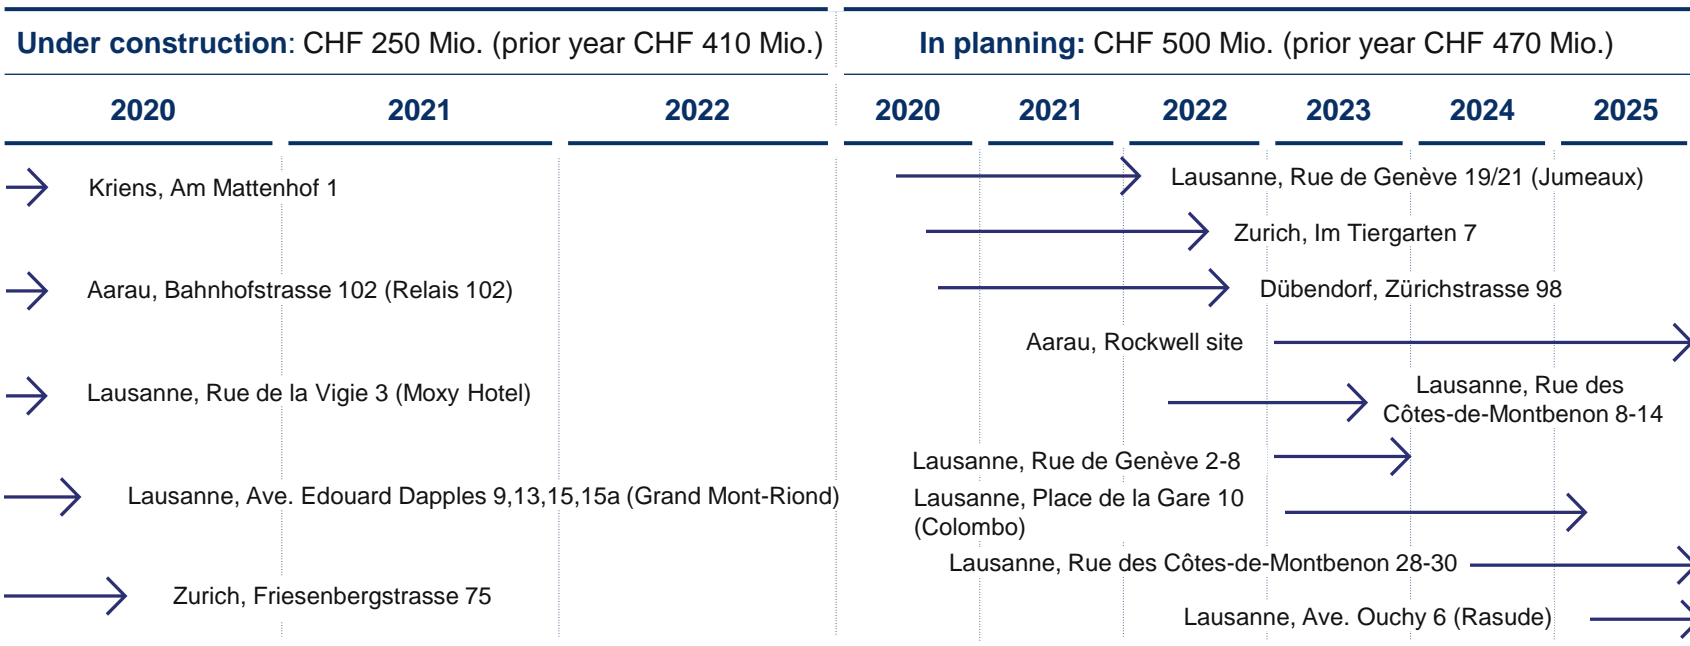 Under construction: CHF 250 Mio. (prior year CHF 410 Mio.)
2020 2021 2022
Kriens, Am Mattenhof 1
Aarau, Bahnhofstrasse 102 (Relais 102)
Lausanne, Rue de la Vigie 3 (Moxy Hotel)
Lausanne, Ave. Edouard Dapples 9,13,15,15a (Grand Mont-Riond)
Zurich, Friesenbergstrasse 75
In planning: CHF 500 Mio. (prior year CHF 470 Mio.)
2020 2021 2022 2023 2024 2025
Lausanne, Rue de Genève 19/21 (Jumeaux)
Zurich, Im Tiergarten 7
Dübendorf, Zürichstrasse 98
Aarau, Rockwell site
Lausanne, Rue des
Côtes-de-Montbenon 8-14
Lausanne, Rue de Genève 2-8
Lausanne, Place de la Gare 10
(Colombo)
Lausanne, Rue des Côtes-de-Montbenon 28-30
Lausanne, Ave. Ouchy 6 (Rasude)